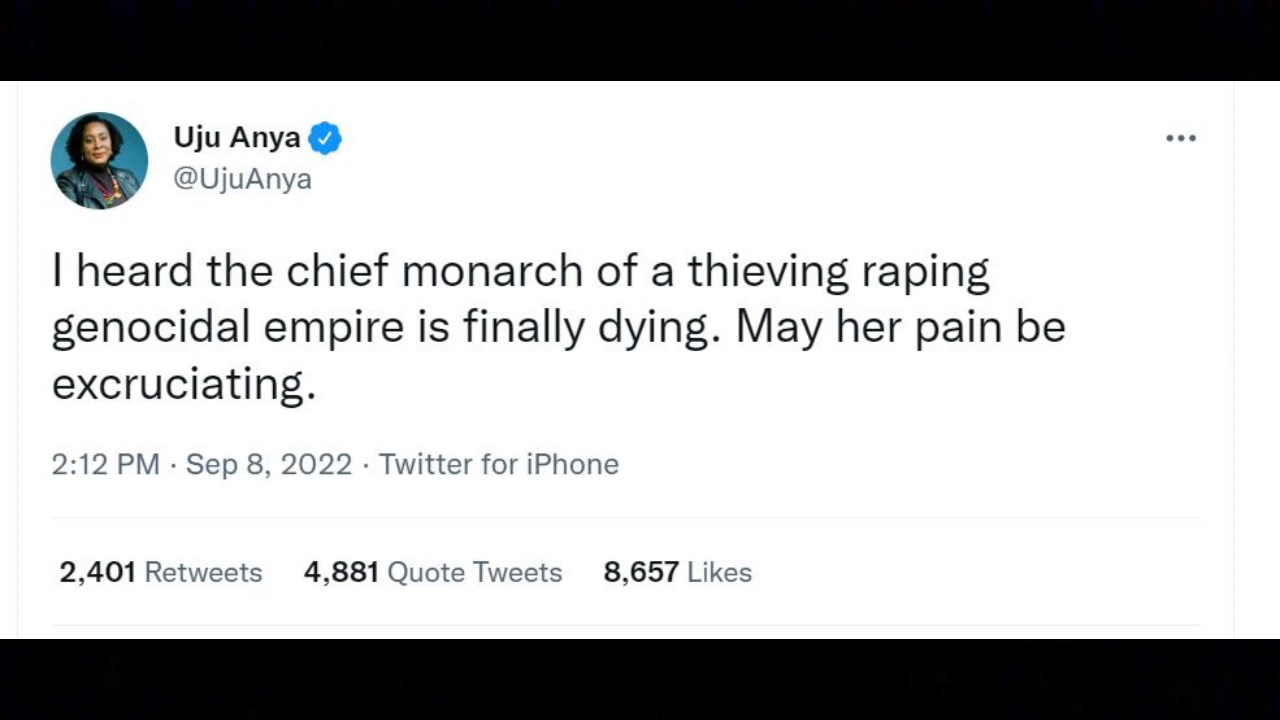 Uju Anya
@UjuAnya
I heard the chief monarch of a thieving raping
genocidal empire is finally dying. May her pain be
excruciating.
2:12 PM · Sep 8, 2022 · Twitter for iPhone
2,401 Retweets 4,881 Quote Tweets 8,657 Likes